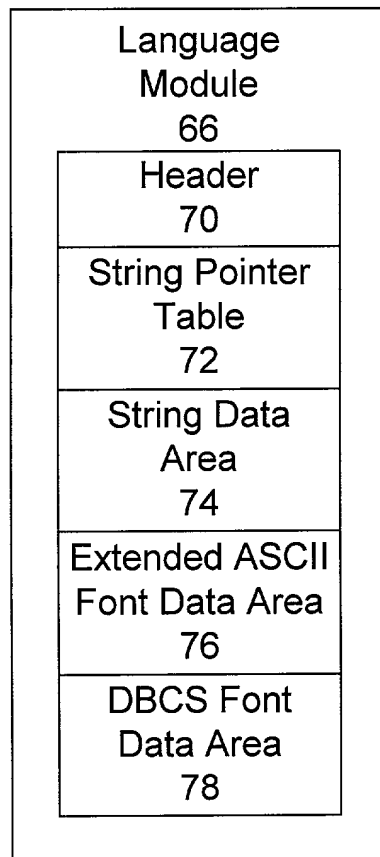 Language
Module
66
Header
70
String Pointer
Table
72
String Data
Area
74
Extended ASCII
Font Data Area
76
DBCS Font
Data Area
78